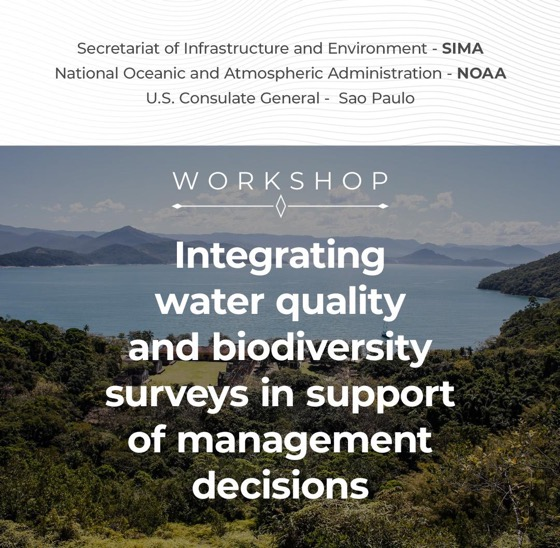 Secretariat of Infrastructure and Environment - SIMA
National Oceanic and Atmospheric Administration - NOAA
U.S. Consulate General - Sao Paulo
WORKSHOP
Integrating
water quality
and biodiversity
surveys in support
of management
decisions